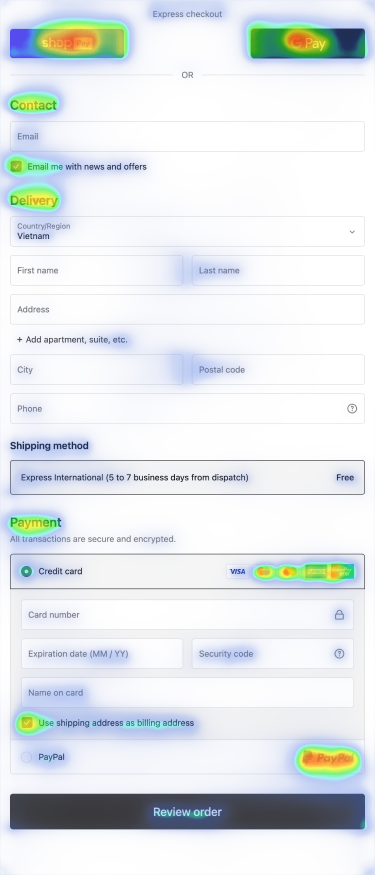 Express checkout
shop Pay
G Pay
OR
Contact
Email
Email me with news and offers
Delivery
Country/Region
Vietnam
First name
Last name
Address
+ Add apartment, suite, etc.
City
Postal code
Phone
Shipping method
Express International (5 to 7 business days from dispatch)
Free
Payment
All transactions are secure and encrypted.
Credit card
VISA
Card number
Expiration date (MM / YY)
Security code
Name on card
Use shipping address as billing address
PayPal
PayPal
Review order